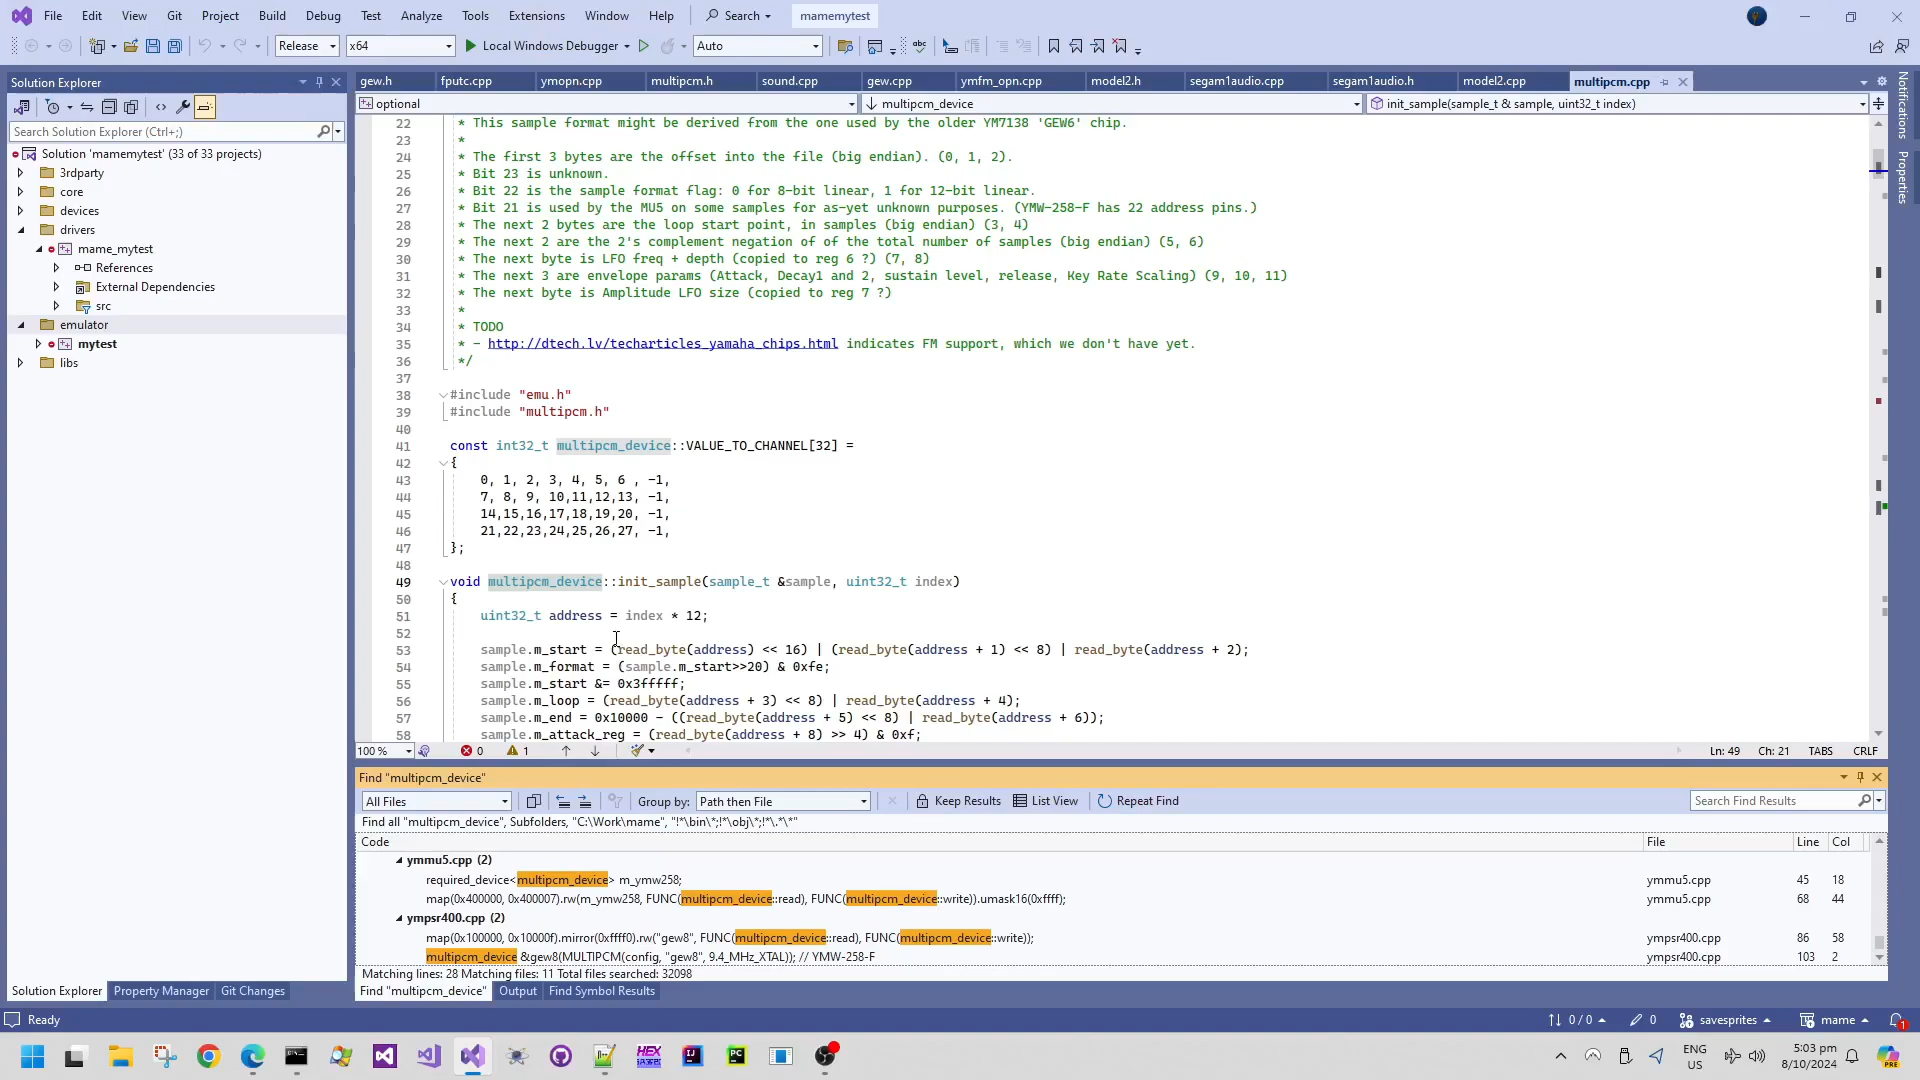 File Edit View Git Project Build Debug Test Analyze Tools Extensions Window Help Search mamemytest
Release x64 Local Windows Debugger Auto
Solution Explorer
gew.h fputc.cpp ymopn.cpp multipcm.h sound.cpp gew.cpp ymfm_opn.cpp model2.h segam1audio.cpp segam1audio.h model2.cpp multipcm.cpp
optional multipcm_device init_sample(sample_t & sample, uint32_t index)
Search Solution Explorer (Ctrl+;)
Solution 'mamemytest' (33 of 33 projects)
3rdparty
core
devices
drivers
mame_mytest
References
External Dependencies
src
emulator
mytest
libs
22 * This sample format might be derived from the one used by the older YM7138 'GEW6' chip.
23 *
24 * The first 3 bytes are the offset into the file (big endian). (0, 1, 2).
25 * Bit 23 is unknown.
26 * Bit 22 is the sample format flag: 0 for 8-bit linear, 1 for 12-bit linear.
27 * Bit 21 is used by the MU5 on some samples for as-yet unknown purposes. (YMW-258-F has 22 address pins.)
28 * The next 2 bytes are the loop start point, in samples (big endian) (3, 4)
29 * The next 2 are the 2's complement negation of of the total number of samples (big endian) (5, 6)
30 * The next byte is LFO freq + depth (copied to reg 6 ?) (7, 8)
31 * The next 3 are envelope params (Attack, Decay1 and 2, sustain level, release, Key Rate Scaling) (9, 10, 11)
32 * The next byte is Amplitude LFO size (copied to reg 7 ?)
33 *
34 * TODO
35 * - http://dtech.lv/techarticles_yamaha_chips.html indicates FM support, which we don't have yet.
36 */
37
38 #include "emu.h"
39 #include "multipcm.h"
40
41 const int32_t multipcm_device::VALUE_TO_CHANNEL[32] =
42 {
43 0, 1, 2, 3, 4, 5, 6 , -1,
44 7, 8, 9, 10,11,12,13, -1,
45 14,15,16,17,18,19,20, -1,
46 21,22,23,24,25,26,27, -1,
47 };
48
49 void multipcm_device::init_sample(sample_t &sample, uint32_t index)
50 {
51 uint32_t address = index * 12;
52
53 sample.m_start = (read_byte(address) << 16) | (read_byte(address + 1) << 8) | read_byte(address + 2);
54 sample.m_format = (sample.m_start>>20) & 0xfe;
55 sample.m_start &= 0x3fffff;
56 sample.m_loop = (read_byte(address + 3) << 8) | read_byte(address + 4);
57 sample.m_end = 0x10000 - ((read_byte(address + 5) << 8) | read_byte(address + 6));
58 sample.m_attack_reg = (read_byte(address + 8) >> 4) & 0xf;
Notifications
Properties
100 % 0 1 Ln: 49 Ch: 21 TABS CRLF
Find "multipcm_device"
All Files Group by: Path then File Keep Results List View Repeat Find Search Find Results
Find all "multipcm_device", Subfolders, "C:\Work\mame", "!*\bin\*;!*\obj\*;!*\.*\*"
Code File Line Col
ymmu5.cpp (2)
required_device<multipcm_device> m_ymw258; ymmu5.cpp 45 18
map(0x400000, 0x400007).rw(m_ymw258, FUNC(multipcm_device::read), FUNC(multipcm_device::write)).umask16(0xffff); ymmu5.cpp 68 44
ympsr400.cpp (2)
map(0x100000, 0x10000f).mirror(0xffff0).rw("gew8", FUNC(multipcm_device::read), FUNC(multipcm_device::write)); ympsr400.cpp 86 58
multipcm_device &gew8(MULTIPCM(config, "gew8", 9.4_MHz_XTAL)); // YMW-258-F ympsr400.cpp 103 2
Matching lines: 28 Matching files: 11 Total files searched: 32098
Solution Explorer Property Manager Git Changes Find "multipcm_device" Output Find Symbol Results
Ready 0 / 0 0 savesprites mame 1
ENG
US
5:03 pm
8/10/2024